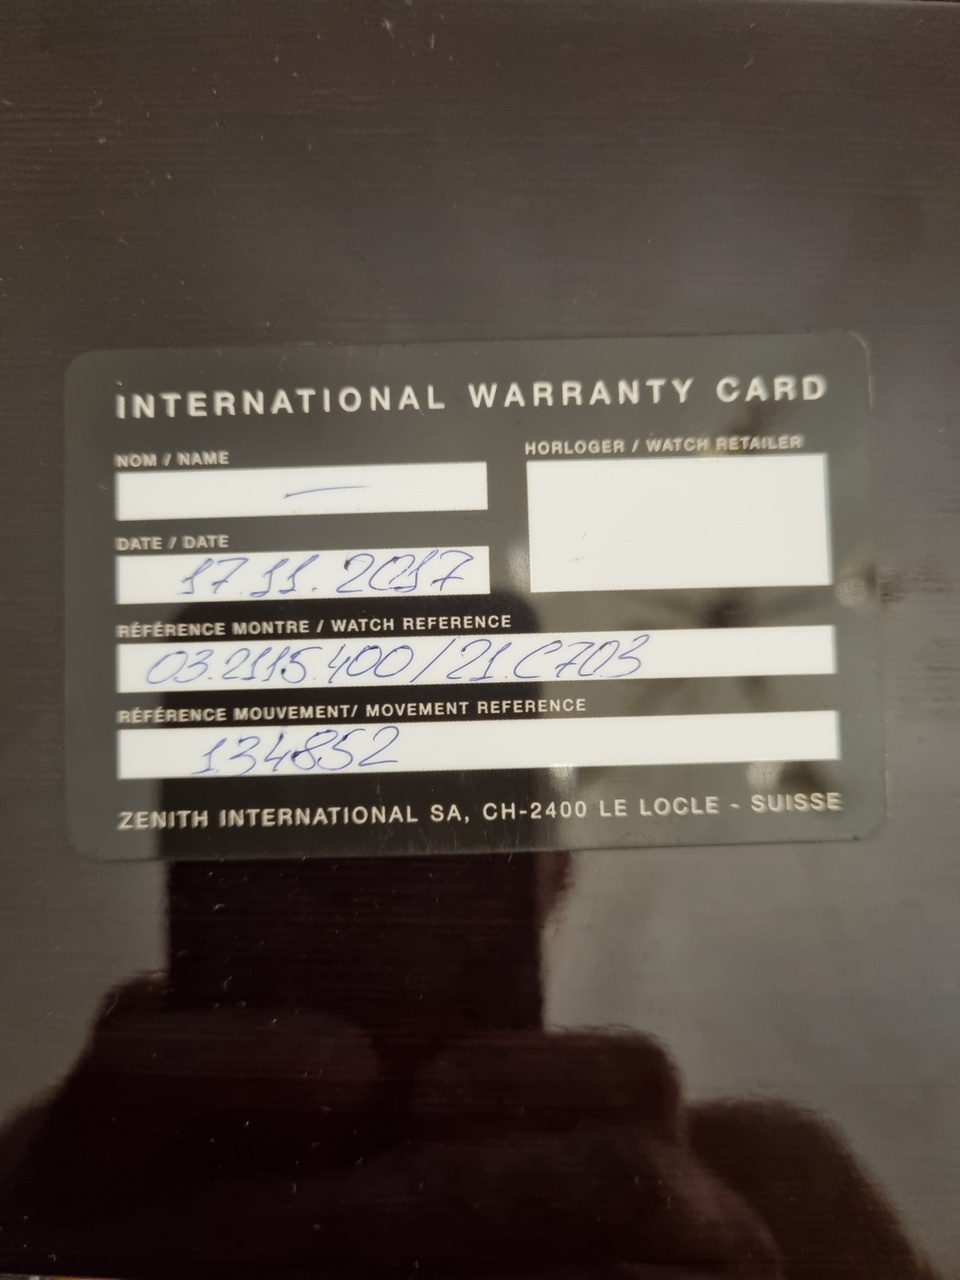 INTERNATIONAL WARRANTY CARD
NOM / NAME
—
HORLOGER / WATCH RETAILER
DATE / DATE
17.11.2017
RÉFÉRENCE MONTRE / WATCH REFERENCE
03.2115.400/21.C703
RÉFÉRENCE MOUVEMENT/ MOVEMENT REFERENCE
134852
ZENITH INTERNATIONAL SA, CH-2400 LE LOCLE - SUISSE